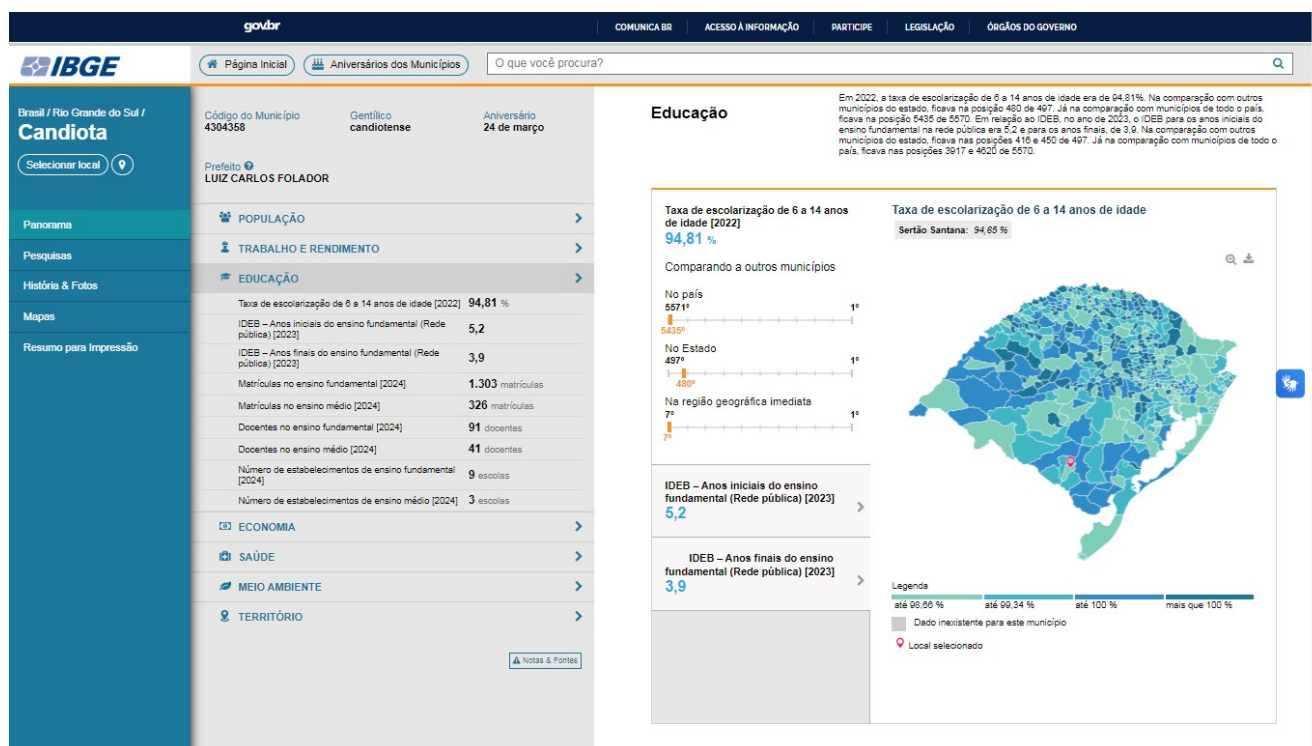 gov.br
COMUNICA BR
ACESSO À INFORMAÇÃO
PARTICIPE
LEGISLAÇÃO
ÓRGÃOS DO GOVERNO
IBGE
Página Inicial
Aniversários dos Municípios
O que você procura?
Brasil / Rio Grande do Sul /
Candiota
Selecionar local
Panorama
Pesquisas
História & Fotos
Mapas
Resumo para Impressão
Código do Município
4304358
Gentílico
candiotense
Aniversário
24 de março
Prefeito
LUIZ CARLOS FOLADOR
POPULAÇÃO
TRABALHO E RENDIMENTO
EDUCAÇÃO
Taxa de escolarização de 6 a 14 anos de idade [2022] 94,81 %
IDEB – Anos iniciais do ensino fundamental (Rede
pública) [2023]
5,2
IDEB – Anos finais do ensino fundamental (Rede
pública) [2023]
3,9
Matrículas no ensino fundamental [2024] 1.303 matrículas
Matrículas no ensino médio [2024] 326 matrículas
Docentes no ensino fundamental [2024] 91 docentes
Docentes no ensino médio [2024] 41 docentes
Número de estabelecimentos de ensino fundamental
[2024]
9 escolas
Número de estabelecimentos de ensino médio [2024] 3 escolas
ECONOMIA
SAÚDE
MEIO AMBIENTE
TERRITÓRIO
Notas & Fontes
Educação
Em 2022, a taxa de escolarização de 6 a 14 anos de idade era de 94,81%. Na comparação com outros
municípios do estado, ficava na posição 480 de 497. Já na comparação com municípios de todo o país,
ficava na posição 5435 de 5570. Em relação ao IDEB, no ano de 2023, o IDEB para os anos iniciais do
ensino fundamental na rede pública era 5,2 e para os anos finais, de 3,9. Na comparação com outros
municípios do estado, ficava nas posições 416 e 450 de 497. Já na comparação com municípios de todo o
país, ficava nas posições 3917 e 4620 de 5570.
Taxa de escolarização de 6 a 14 anos
de idade [2022]
94,81 %
Comparando a outros municípios
No país
5571º
1º
5435º
No Estado
497º
1º
480º
Na região geográfica imediata
7º
1º
7º
IDEB – Anos iniciais do ensino
fundamental (Rede pública) [2023]
5,2
IDEB – Anos finais do ensino
fundamental (Rede pública) [2023]
3,9
Taxa de escolarização de 6 a 14 anos de idade
Sertão Santana: 94,65 %
Legenda
até 98,66 %
até 99,34 %
até 100 %
mais que 100 %
Dado inexistente para este município
Local selecionado